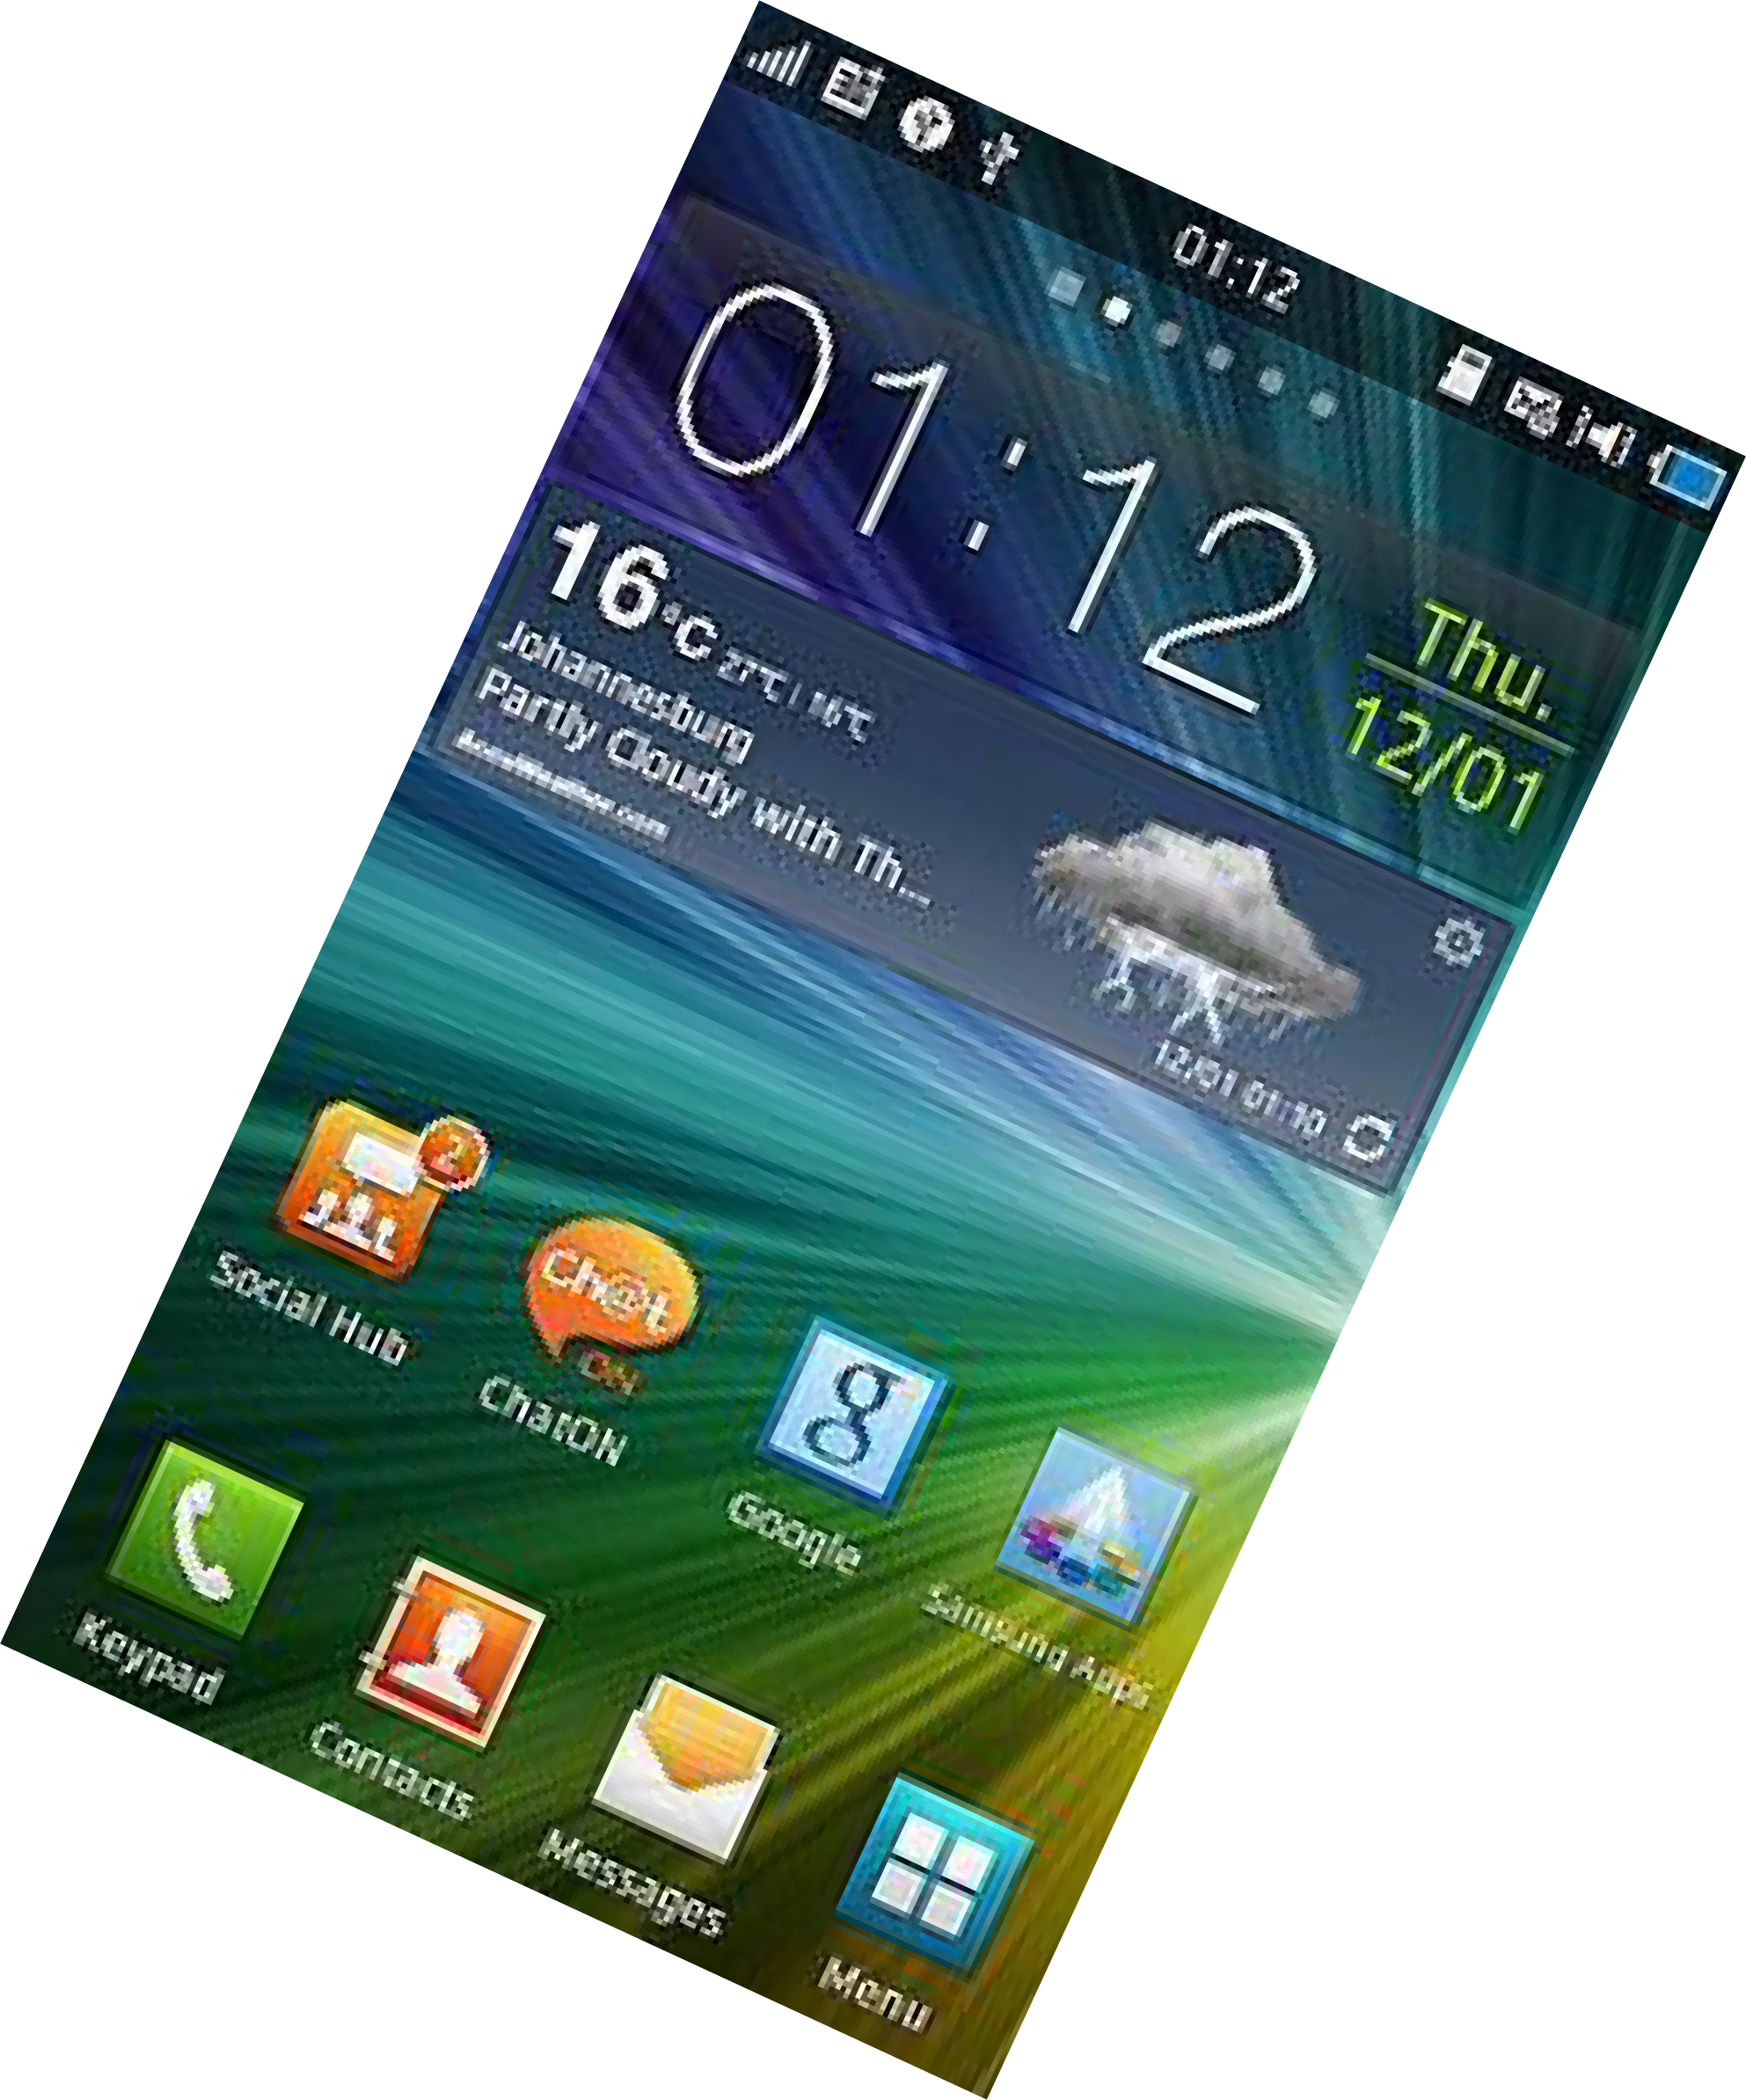 01:12
01:12
Thu,
12/01
16°C
Johannesburg
Partly Cloudy with Th...
Social Hub
ChatON
Google
Samsung Apps
Keypad
Contacts
Messages
Menu